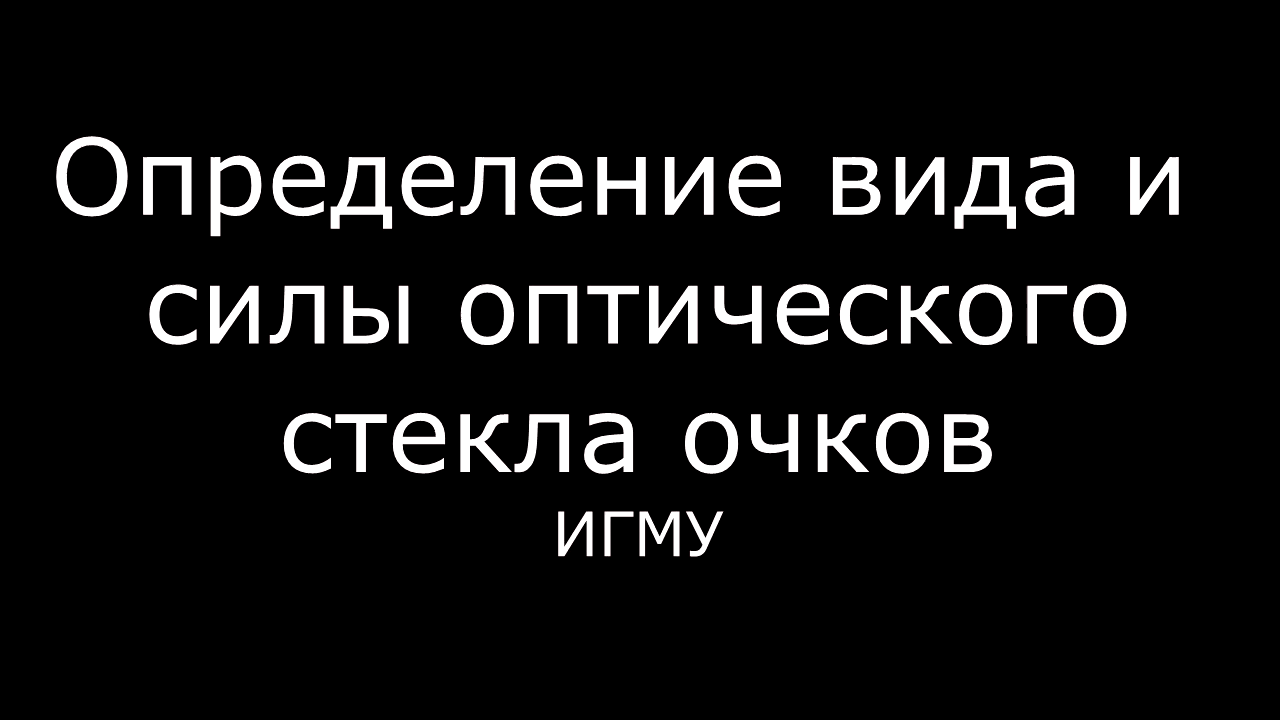 Определение вида и
силы оптического
стекла очков
ИГМУ